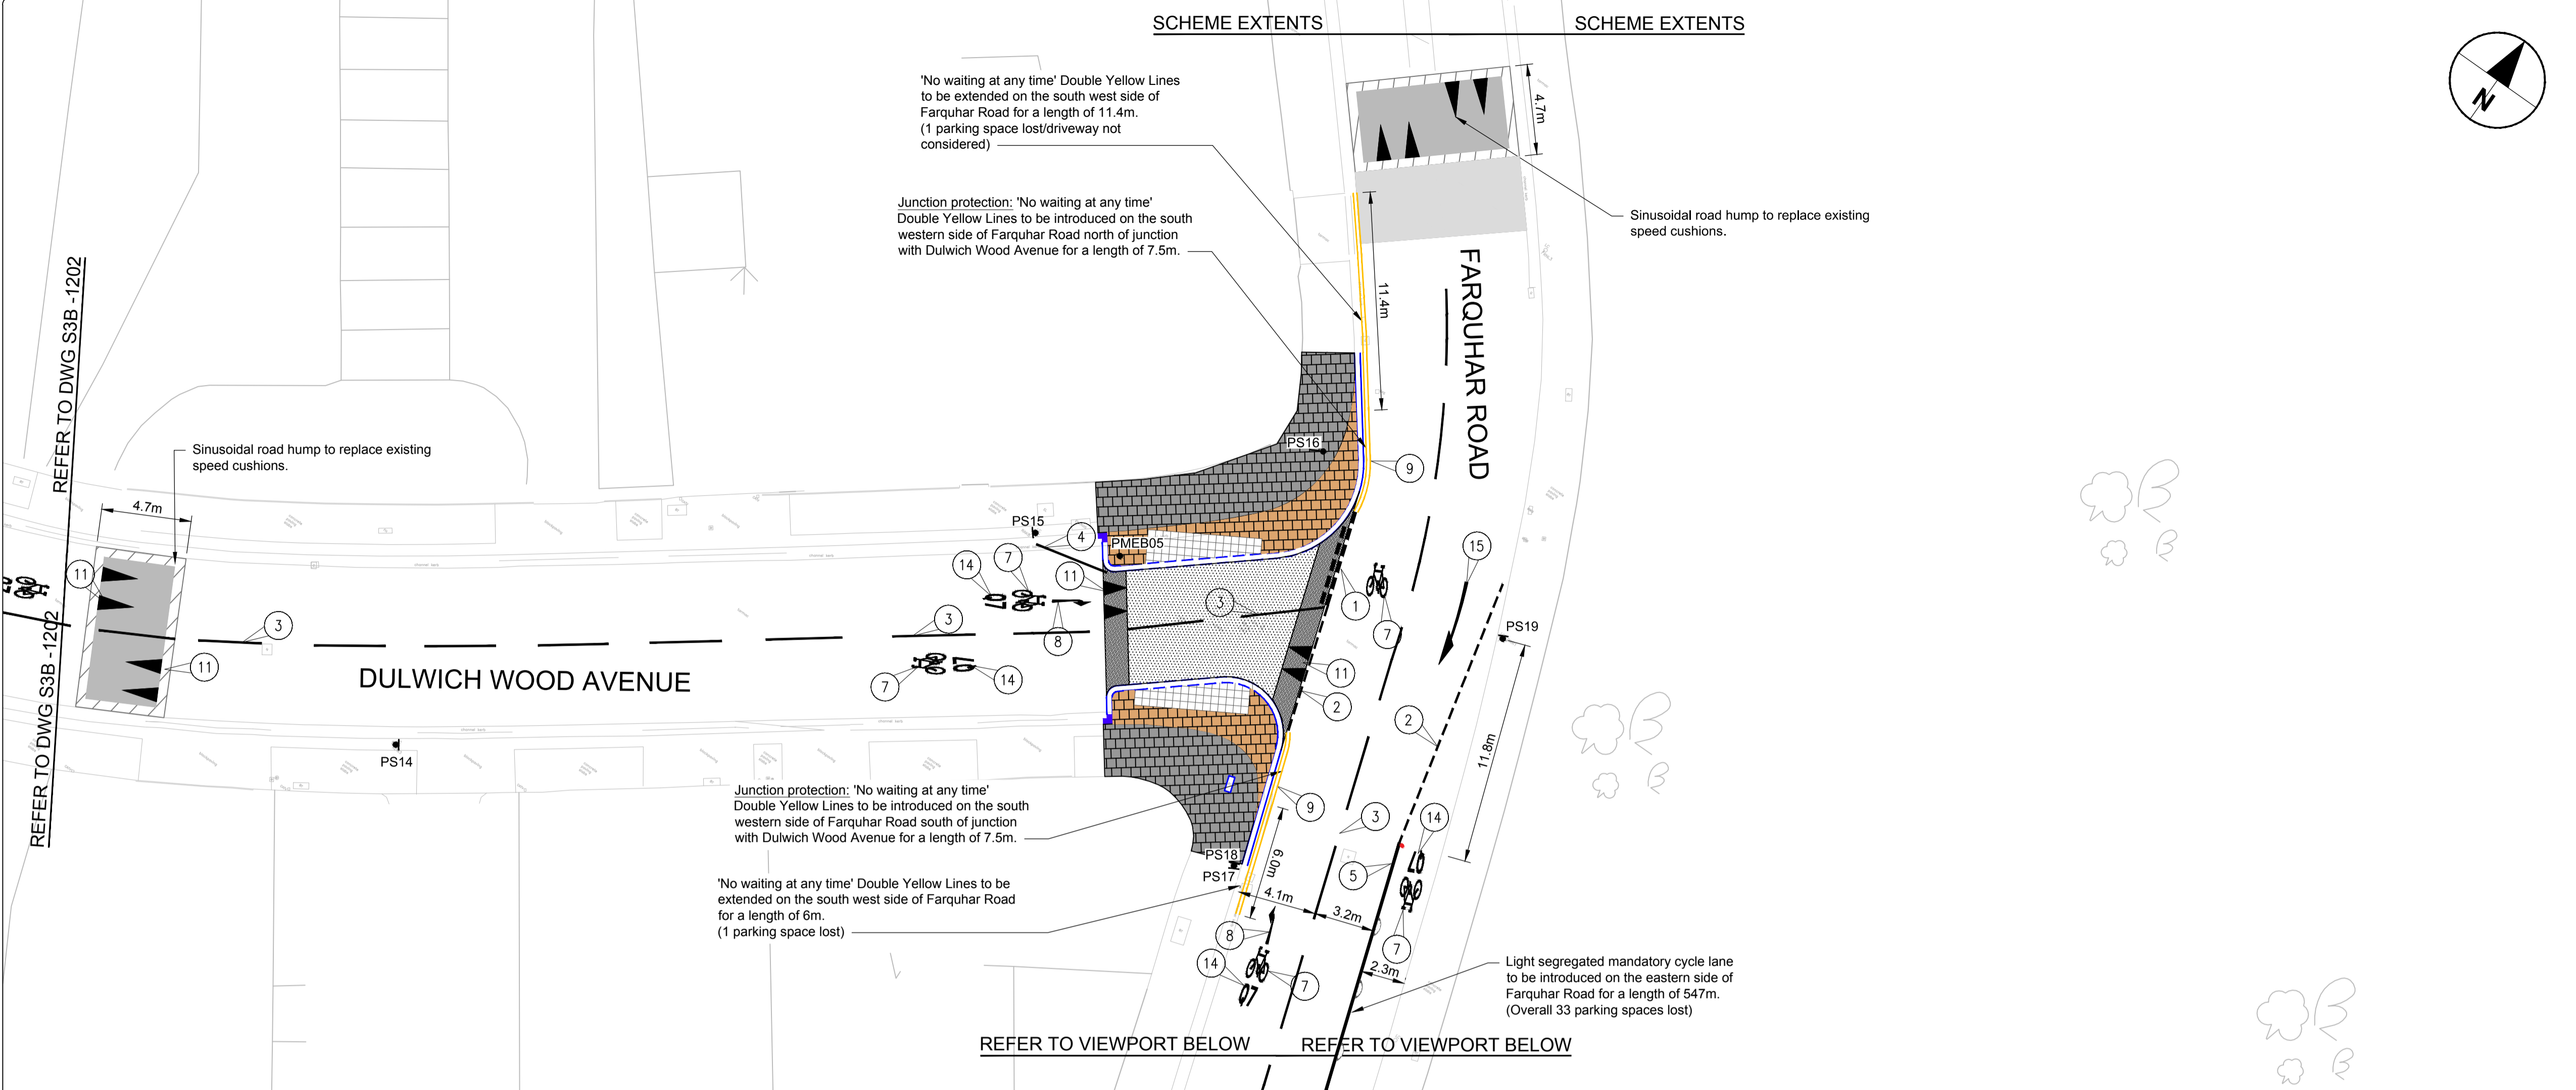 SCHEME EXTENTS
SCHEME EXTENTS
N
'No waiting at any time' Double Yellow Lines
to be extended on the south west side of
Farquhar Road for a length of 11.4m.
(1 parking space lost/driveway not
considered)
4.7m
Junction protection: 'No waiting at any time'
Double Yellow Lines to be introduced on the south
western side of Farquhar Road north of junction
with Dulwich Wood Avenue for a length of 7.5m.
Sinusoidal road hump to replace existing
speed cushions.
11.4m
FARQUHAR ROAD
REFER TO DWG S3B -1202
REFER TO DWG S3B -1202
Sinusoidal road hump to replace existing
speed cushions.
4.7m
PS16
9
PS15
4
PMEB05
15
7
14
11
11
07
07
3
1
3
3
8
7
PS19
11
7
07
14
11
2
DULWICH WOOD AVENUE
2
PS14
11.8m
Junction protection: 'No waiting at any time'
Double Yellow Lines to be introduced on the south
western side of Farquhar Road south of junction
with Dulwich Wood Avenue for a length of 7.5m.
9
3
14
07
PS18
PS17
6.0m
5
'No waiting at any time' Double Yellow Lines to be
extended on the south west side of Farquhar Road
for a length of 6m.
(1 parking space lost)
4.1m
3.2m
8
7
14
07
7
2.3m
Light segregated mandatory cycle lane
to be introduced on the eastern side of
Farquhar Road for a length of 547m.
(Overall 33 parking spaces lost)
REFER TO VIEWPORT BELOW
REFER TO VIEWPORT BELOW